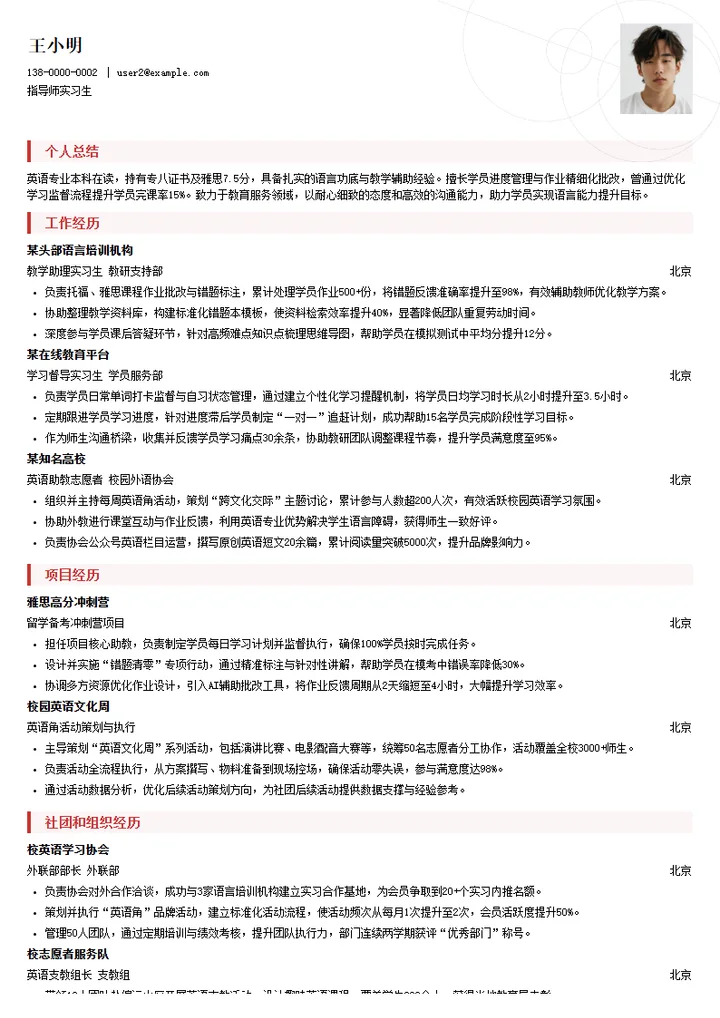 王小明
138-0000-0002 | user2@example.com
指导师实习生
个人总结
英语专业本科在读，持有专八证书及雅思7.5分，具备扎实的语言功底与教学辅助经验。擅长学员进度管理与作业精细化批改，曾通过优化
学习监督流程提升学员完课率15%。致力于教育服务领域，以耐心细致的态度和高效的沟通能力，助力学员实现语言能力提升目标。
工作经历
某头部语言培训机构
教学助理实习生 教研支持部 北京
• 负责托福、雅思课程作业批改与错题标注，累计处理学员作业500+份，将错题反馈准确率提升至98%，有效辅助教师优化教学方案。
• 协助整理教学资料库，构建标准化错题本模板，使资料检索效率提升40%，显著降低团队重复劳动时间。
• 深度参与学员课后答疑环节，针对高频难点知识点梳理思维导图，帮助学员在模拟测试中平均分提升12分。
某在线教育平台
学习督导实习生 学员服务部 北京
• 负责学员日常单词打卡监督与自习状态管理，通过建立个性化学习提醒机制，将学员日均学习时长从2小时提升至3.5小时。
• 定期跟进学员学习进度，针对进度滞后学员制定“一对一”追赶计划，成功帮助15名学员完成阶段性学习目标。
• 作为师生沟通桥梁，收集并反馈学员学习痛点30余条，协助教研团队调整课程节奏，提升学员满意度至95%。
某知名高校
英语助教志愿者 校园外语协会 北京
• 组织并主持每周英语角活动，策划“跨文化交际”主题讨论，累计参与人数超200人次，有效活跃校园英语学习氛围。
• 协助外教进行课堂互动与作业反馈，利用英语专业优势解决学生语言障碍，获得师生一致好评。
• 负责协会公众号英语栏目运营，撰写原创英语短文20余篇，累计阅读量突破5000次，提升品牌影响力。
项目经历
雅思高分冲刺营
留学备考冲刺营项目 北京
• 担任项目核心助教，负责制定学员每日学习计划并监督执行，确保100%学员按时完成任务。
• 设计并实施“错题清零”专项行动，通过精准标注与针对性讲解，帮助学员在模考中错误率降低30%。
• 协调多方资源优化作业设计，引入AI辅助批改工具，将作业反馈周期从2天缩短至4小时，大幅提升学习效率。
校园英语文化周
英语角活动策划与执行 北京
• 主导策划“英语文化周”系列活动，包括演讲比赛、电影配音大赛等，统筹50名志愿者分工协作，活动覆盖全校3000+师生。
• 负责活动全流程执行，从方案撰写、物料准备到现场控场，确保活动零失误，参与满意度达98%。
• 通过活动数据分析，优化后续活动策划方向，为社团后续活动提供数据支撑与经验参考。
社团和组织经历
校英语学习协会
外联部部长 外联部 北京
• 负责协会对外合作洽谈，成功与3家语言培训机构建立实习合作基地，为会员争取到20+个实习内推名额。
• 策划并执行“英语角”品牌活动，建立标准化活动流程，使活动频次从每月1次提升至2次，会员活跃度提升50%。
• 管理50人团队，通过定期培训与绩效考核，提升团队执行力，部门连续两学期获评“优秀部门”称号。
校志愿者服务队
英语支教组长 支教组 北京